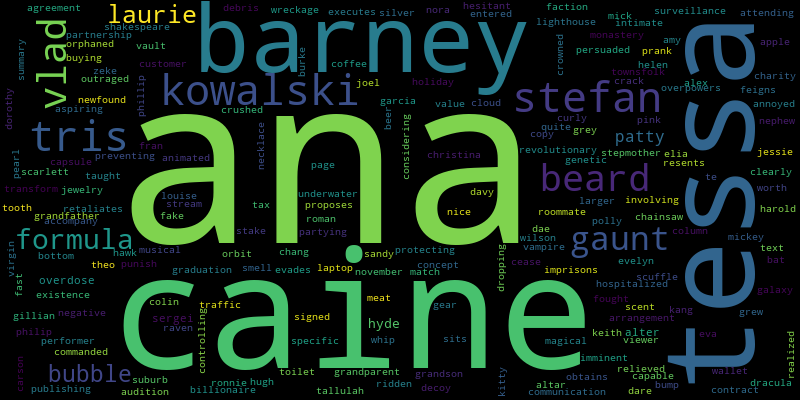 agreement
debris
wreckage
executes
silver
nora
hesitant
entered
faction
mick
intimate
surveillance
attending
laurie
barney
shakespeare
lighthouse
partnership
orphaned
vault
customer
buying
zeke
outraged
vlad
summary
burke
coffee
crowned
persuaded
monastery
amy
prank
apple
helen
townsfolk
charity
crack
alex
overpowers
feigns
annoyed
joel
holiday
newfound
aspiring
phillip
kowalski
crushed
garcia
value
cloud
stefan
curly
pink
copy
quite
grey
nephew
dorothy
beer
tris
ana
necklace
considering
revolutionary
patty
fran
preventing
animated
page
christina
genetic
stepmother
elia
jessie
pearl
scarlett
capsule
taught
resents
clearly
beard
tessa
te
worth
transform
jewelry
louise
underwater
davy
larger
involving
tooth
retaliates
stream
tax
proposes
nice
roommate
chainsaw
harold
grandfather
fake
roman
polly
column
accompany
stake
partying
dae
wilson
gaunt
mickey
formula
hawk
musical
orbit
chang
sandy
protecting
vampire
text
virgin
bottom
evelyn
bat
theo
punish
graduation
smell
evades
laptop
november
match
concept
dropping
cease
imprisons
scuffle
fast
overdose
hospitalized
galaxy
existence
colin
traffic
caine
meat
gear
scent
fought
grew
gillian
negative
sergei
signed
hyde
kang
arrangement
philip
raven
controlling
keith
alter
eva
realized
performer
specific
whip
sits
magical
viewer
commanded
imminent
carson
bubble
suburb
toilet
grandparent
grandson
kitty
relieved
wallet
ronnie
hugh
ridden
decoy
altar
obtains
capable
bump
dracula
publishing
audition
billionaire
tallulah
communication
dare
contract